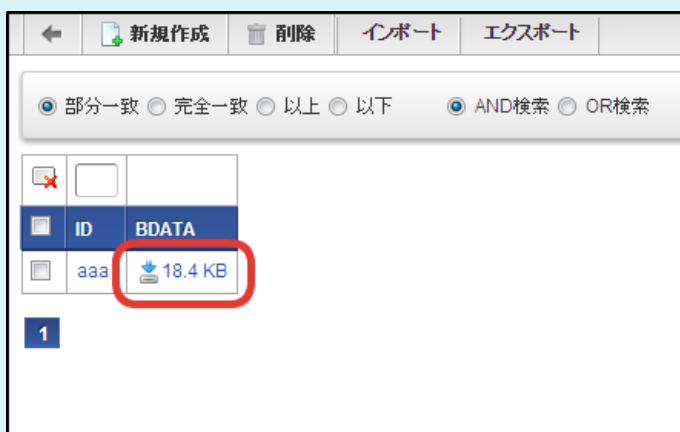 新規作成 削除 インポート エクスポート
部分一致 完全一致 以上 以下 AND検索 OR検索
ID BDATA
aaa 18.4 KB
1